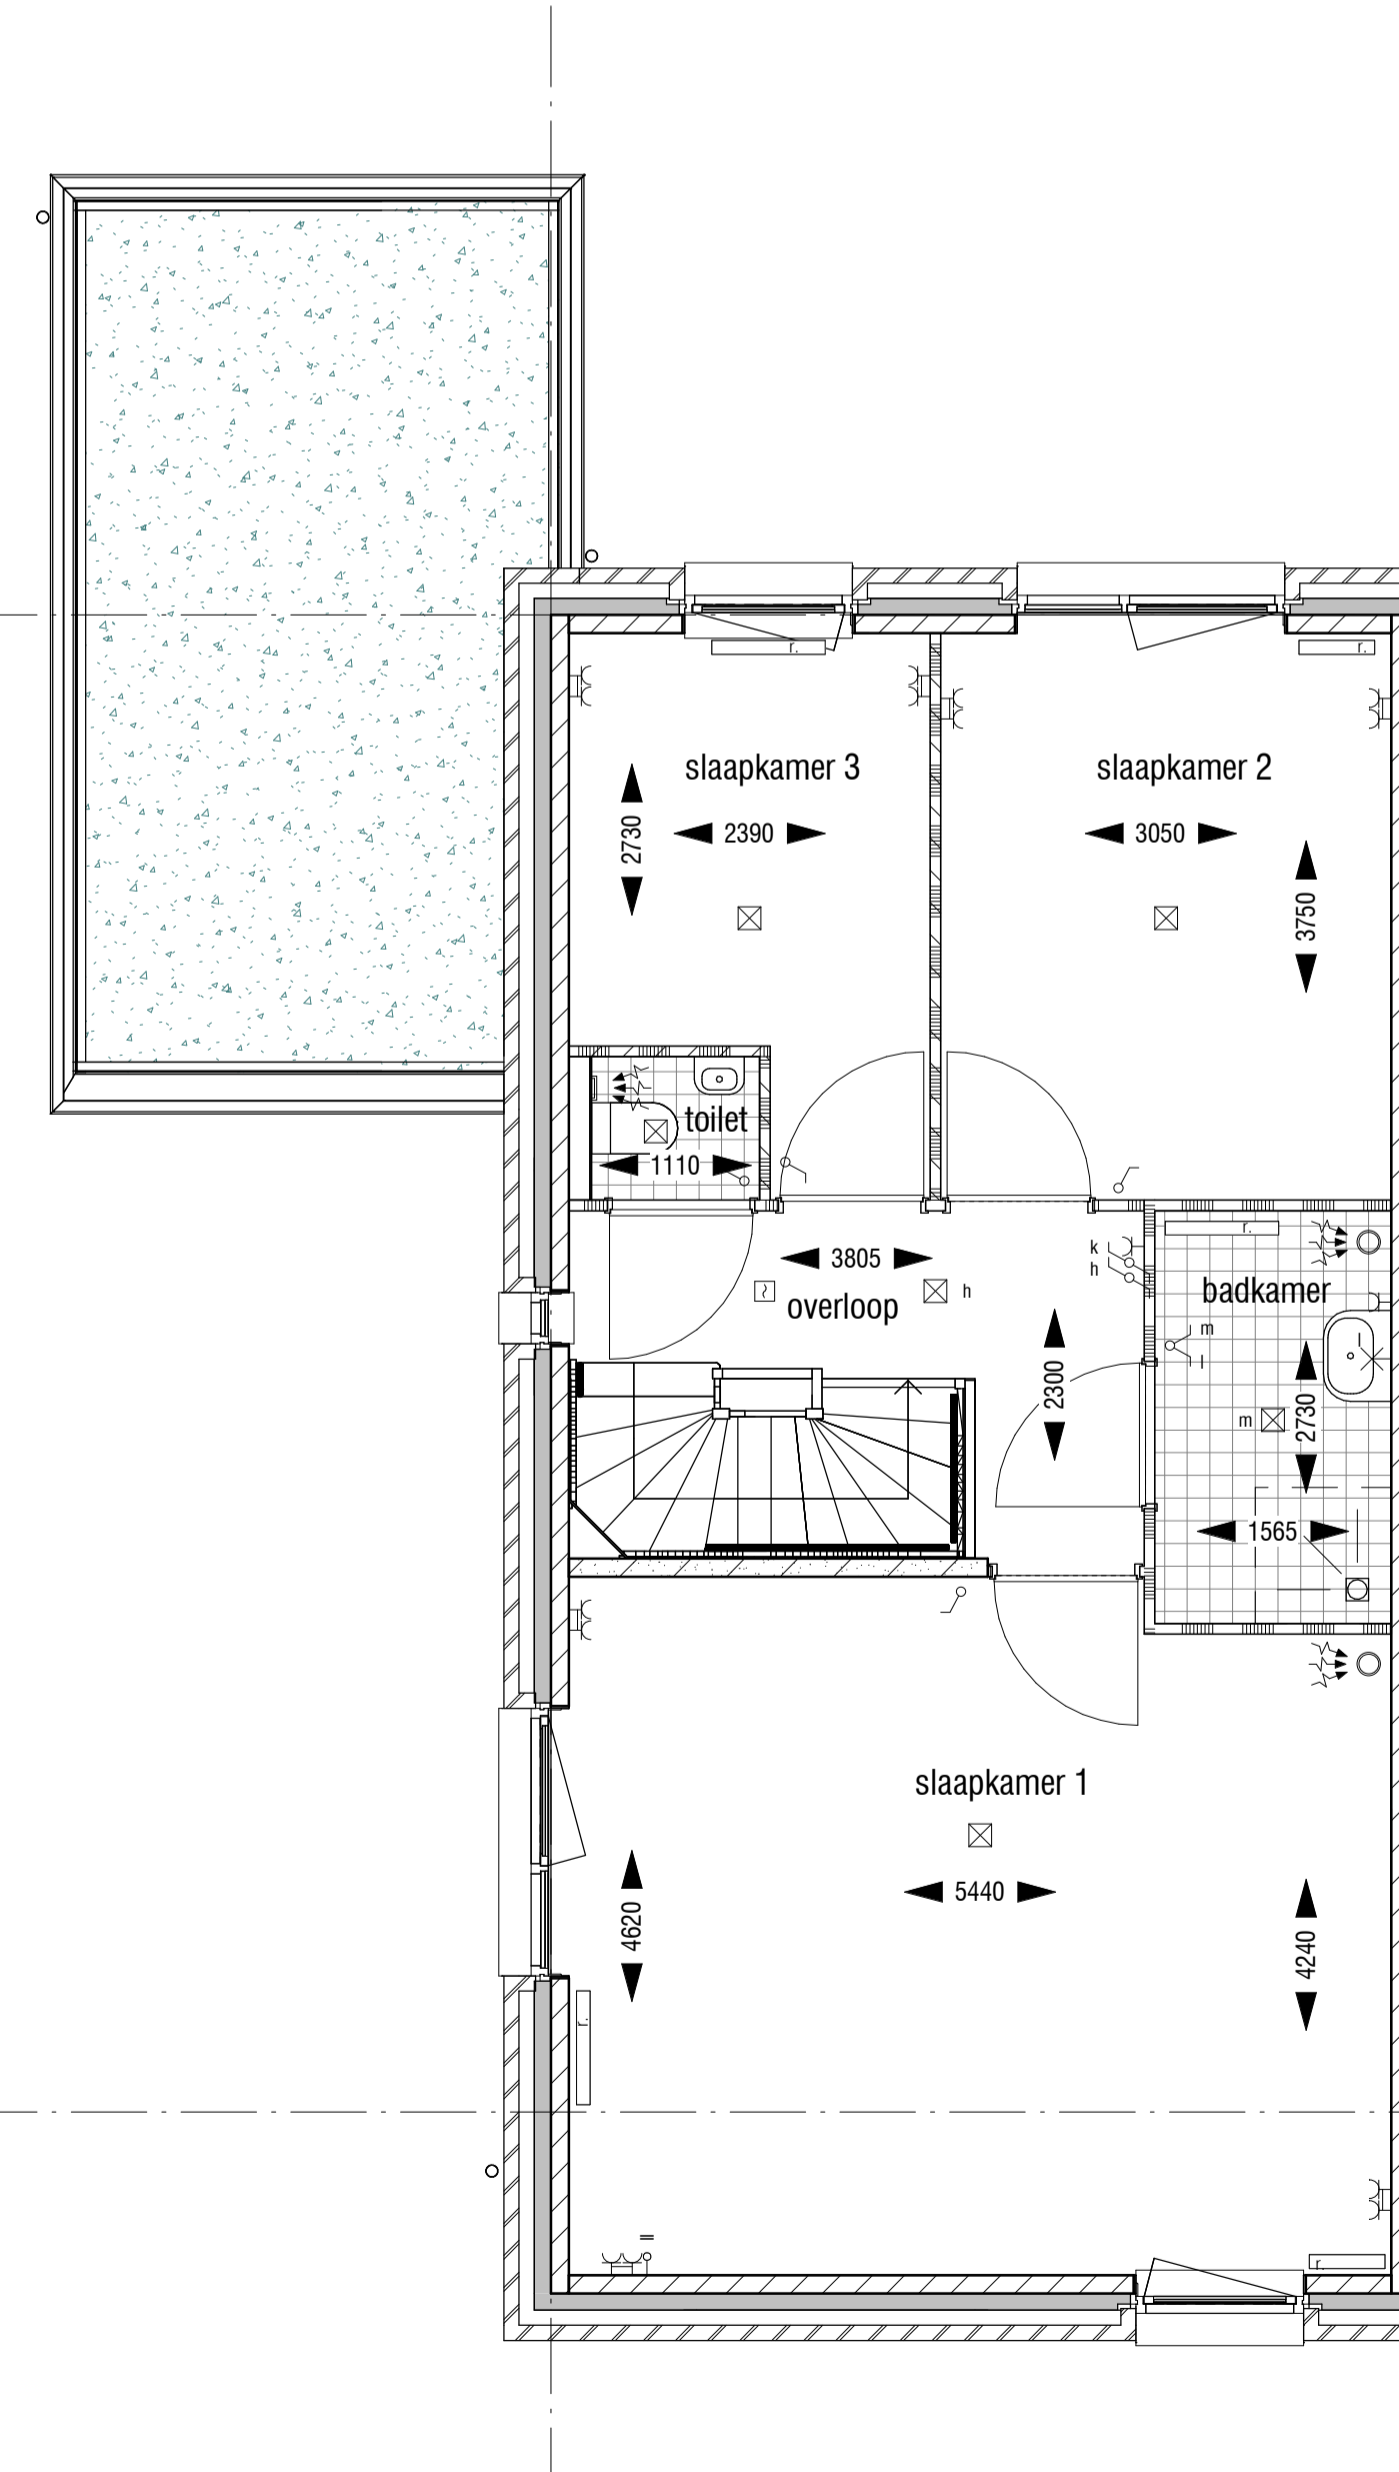 r.
r.
slaapkamer 3
slaapkamer 2
2730
2390
3050
3750
toilet
1110
3805
k
h
r.
overloop
h
badkamer
m
l
l
2300
m
2730
1565
slaapkamer 1
4620
5440
4240
r.
r.